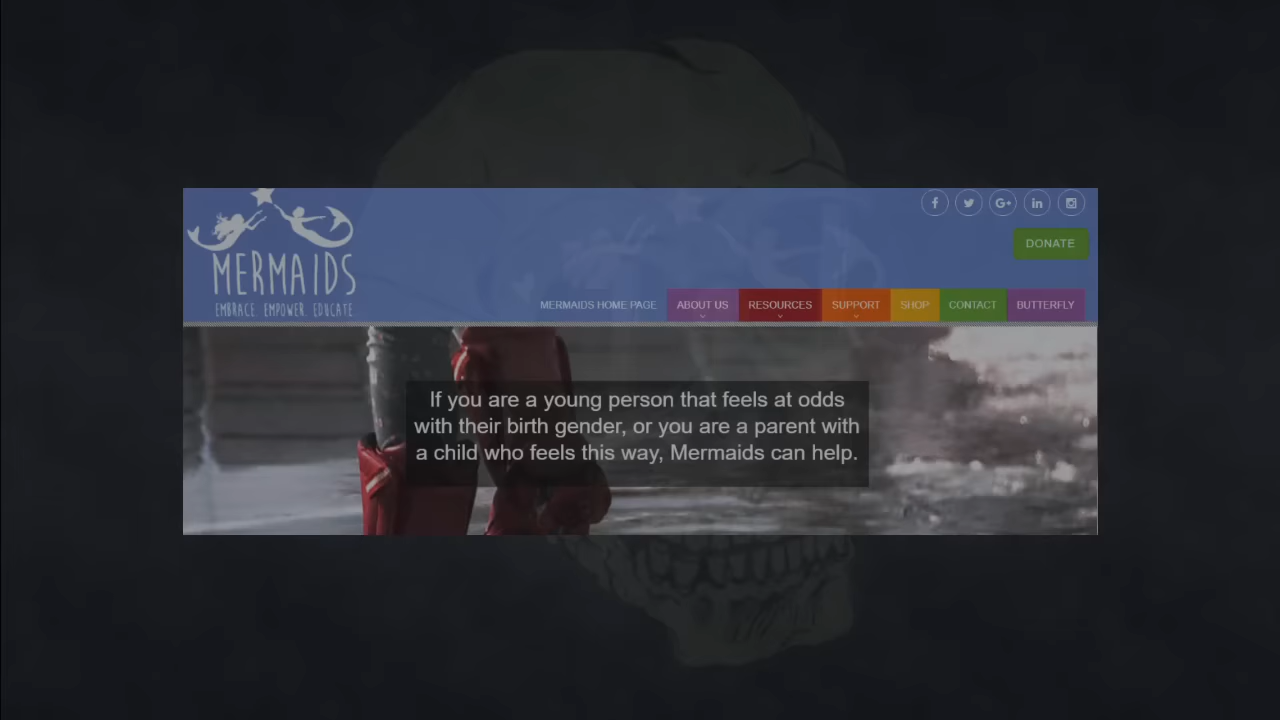 MERMAIDS
EMBRACE EMPOWER EDUCATE
DONATE
MERMAIDS HOME PAGE ABOUT US RESOURCES SUPPORT SHOP CONTACT BUTTERFLY
If you are a young person that feels at odds
with their birth gender, or you are a parent with
a child who feels this way, Mermaids can help.